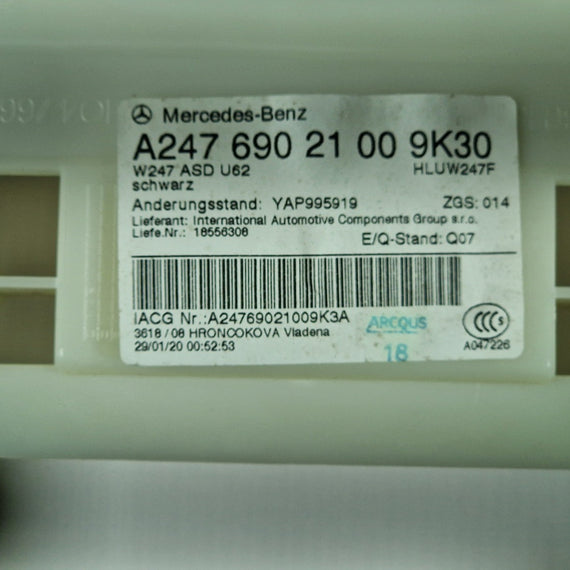 Mercedes-Benz
A247 690 21 00 9K30
W247 ASD U62 HLUW247F
schwarz
Änderungsstand: YAP995919 ZGS: 014
Lieferant: International Automotive Components Group s.r.o.
Liefe.Nr.: 18556308 E/Q-Stand: Q07
IACG Nr.:A24769021009K3A
3618 / 08 HRONCOKOVA Vladena
29/01/20 00:52:53
ARCQUS
18
CCC S
A047226